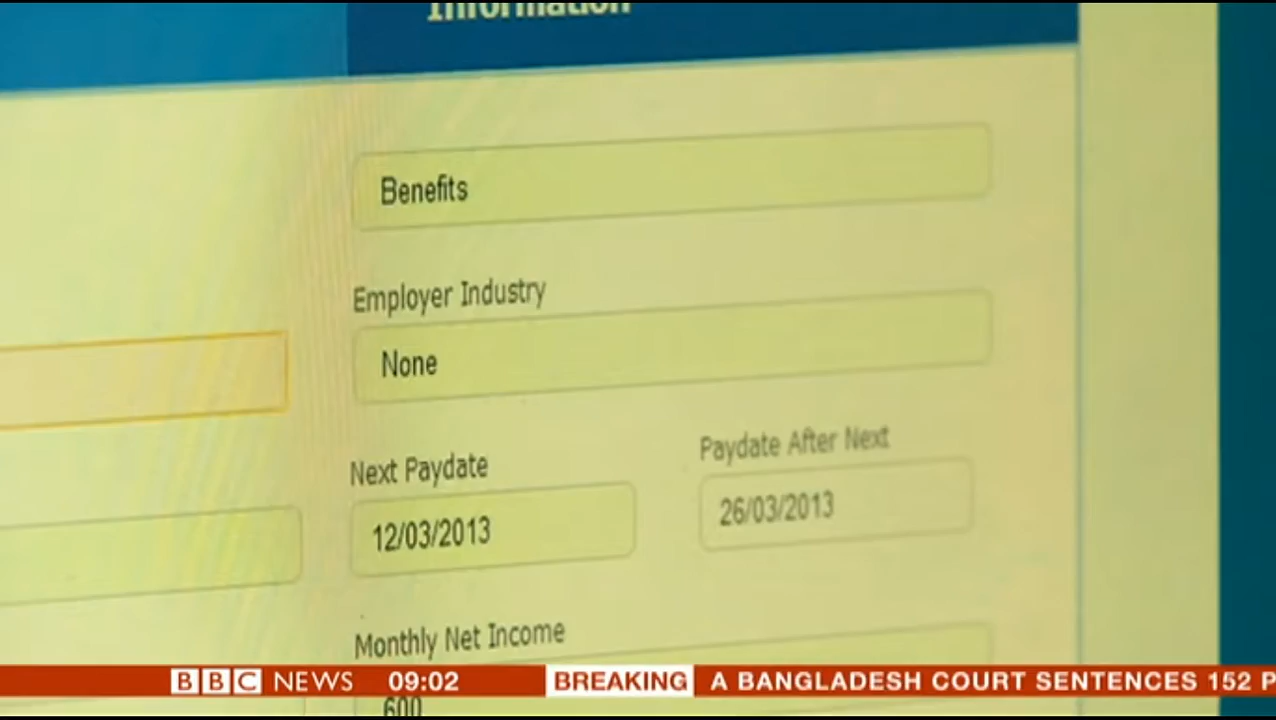 Information
Benefits
Employer Industry
None
Next Paydate
Paydate After Next
12/03/2013
26/03/2013
Monthly Net Income
600
BBC NEWS 09:02 BREAKING A BANGLADESH COURT SENTENCES 152 P